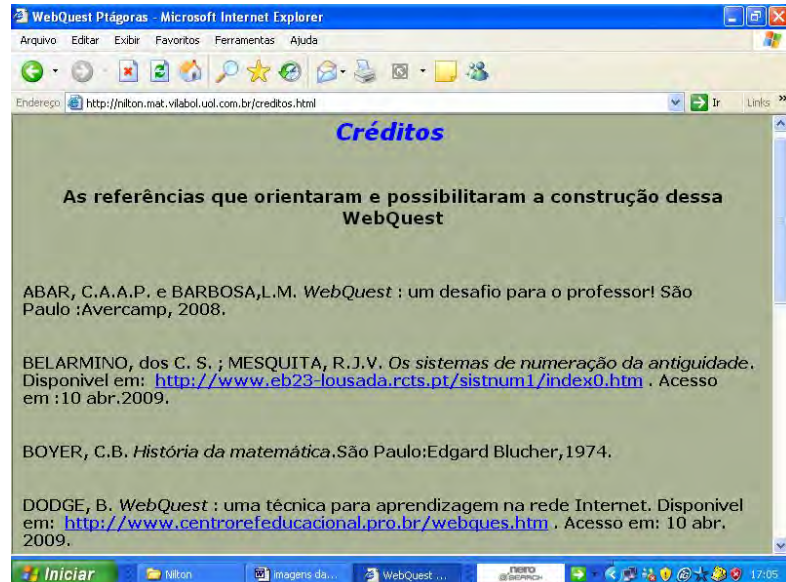 WebQuest Ptágoras - Microsoft Internet Explorer
Arquivo Editar Exibir Favoritos Ferramentas Ajuda
Endereço http://nilton.mat.vilabol.uol.com.br/creditos.html Ir Links »
Créditos
As referências que orientaram e possibilitaram a construção dessa
WebQuest
ABAR, C.A.A.P. e BARBOSA,L.M. WebQuest : um desafio para o professor! São
Paulo :Avercamp, 2008.
BELARMINO, dos C. S. ; MESQUITA, R.J.V. Os sistemas de numeração da antiguidade.
Disponivel em: http://www.eb23-lousada.rcts.pt/sistnum1/index0.htm . Acesso
em :10 abr.2009.
BOYER, C.B. História da matemática.São Paulo:Edgard Blucher,1974.
DODGE, B. WebQuest : uma técnica para aprendizagem na rede Internet. Disponivel
em: http://www.centrorefeducacional.pro.br/webques.htm . Acesso em: 10 abr.
2009.
Iniciar Nilton imagens da... WebQuest ... nero SEARCH 17:05